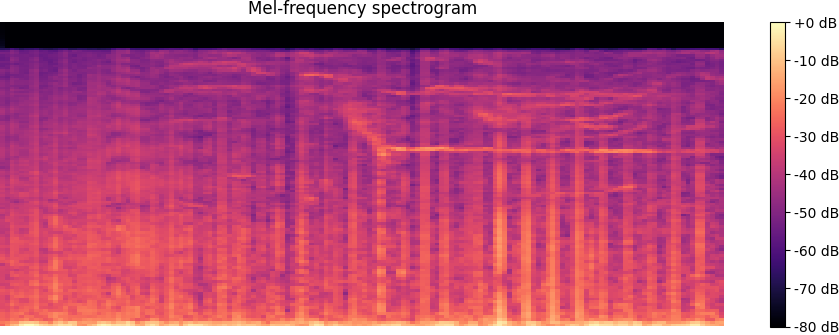 Mel-frequency spectrogram
+0 dB
-10 dB
-20 dB
-30 dB
-40 dB
-50 dB
-60 dB
-70 dB
-80 dB